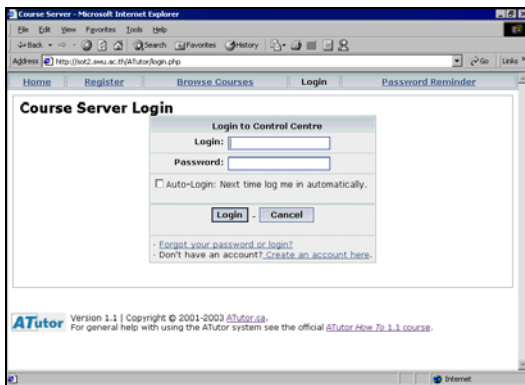 Course Server - Microsoft Internet Explorer
File Edit View Favorites Tools Help
Back Search Favorites History
Address http://isot2.swu.ac.th/ATutor/login.php Go Links
Home Register Browse Courses Login Password Reminder
Course Server Login
Login to Control Centre
Login:
Password:
Auto-Login: Next time log me in automatically.
Login - Cancel
· Forgot your password or login?
· Don't have an account? Create an account here.
ATutor
Version 1.1 | Copyright © 2001-2003 ATutor.ca.
For general help with using the ATutor system see the official ATutor How To 1.1 course.
Internet